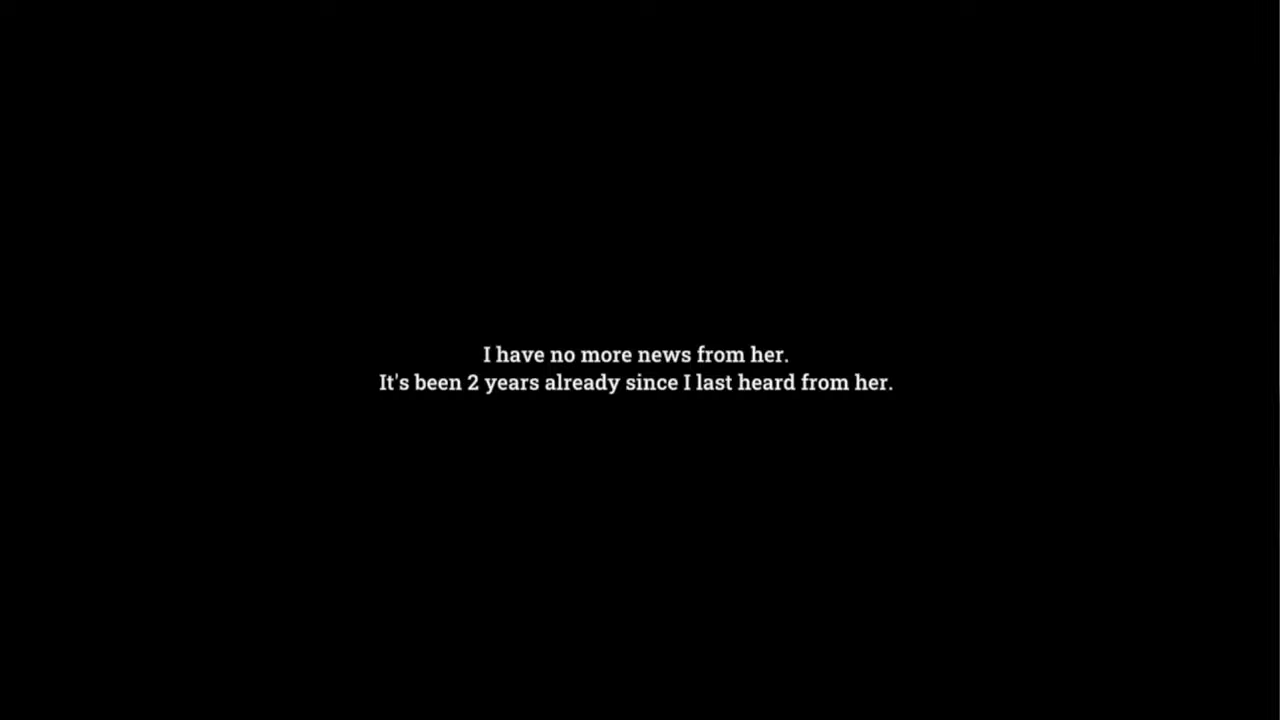 I have no more news from her.
It's been 2 years already since I last heard from her.